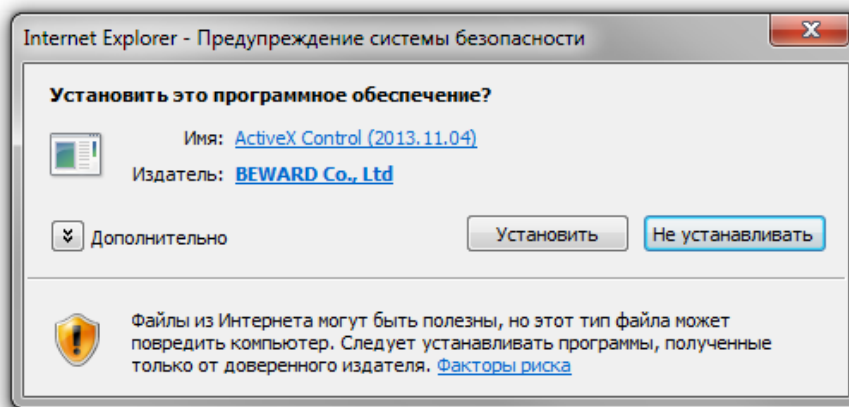 Internet Explorer - Предупреждение системы безопасности
Установить это программное обеспечение?
Имя: ActiveX Control (2013.11.04)
Издатель: BEWARD Co., Ltd
Дополнительно
Установить
Не устанавливать
Файлы из Интернета могут быть полезны, но этот тип файла может
повредить компьютер. Следует устанавливать программы, полученные
только от доверенного издателя. Факторы риска